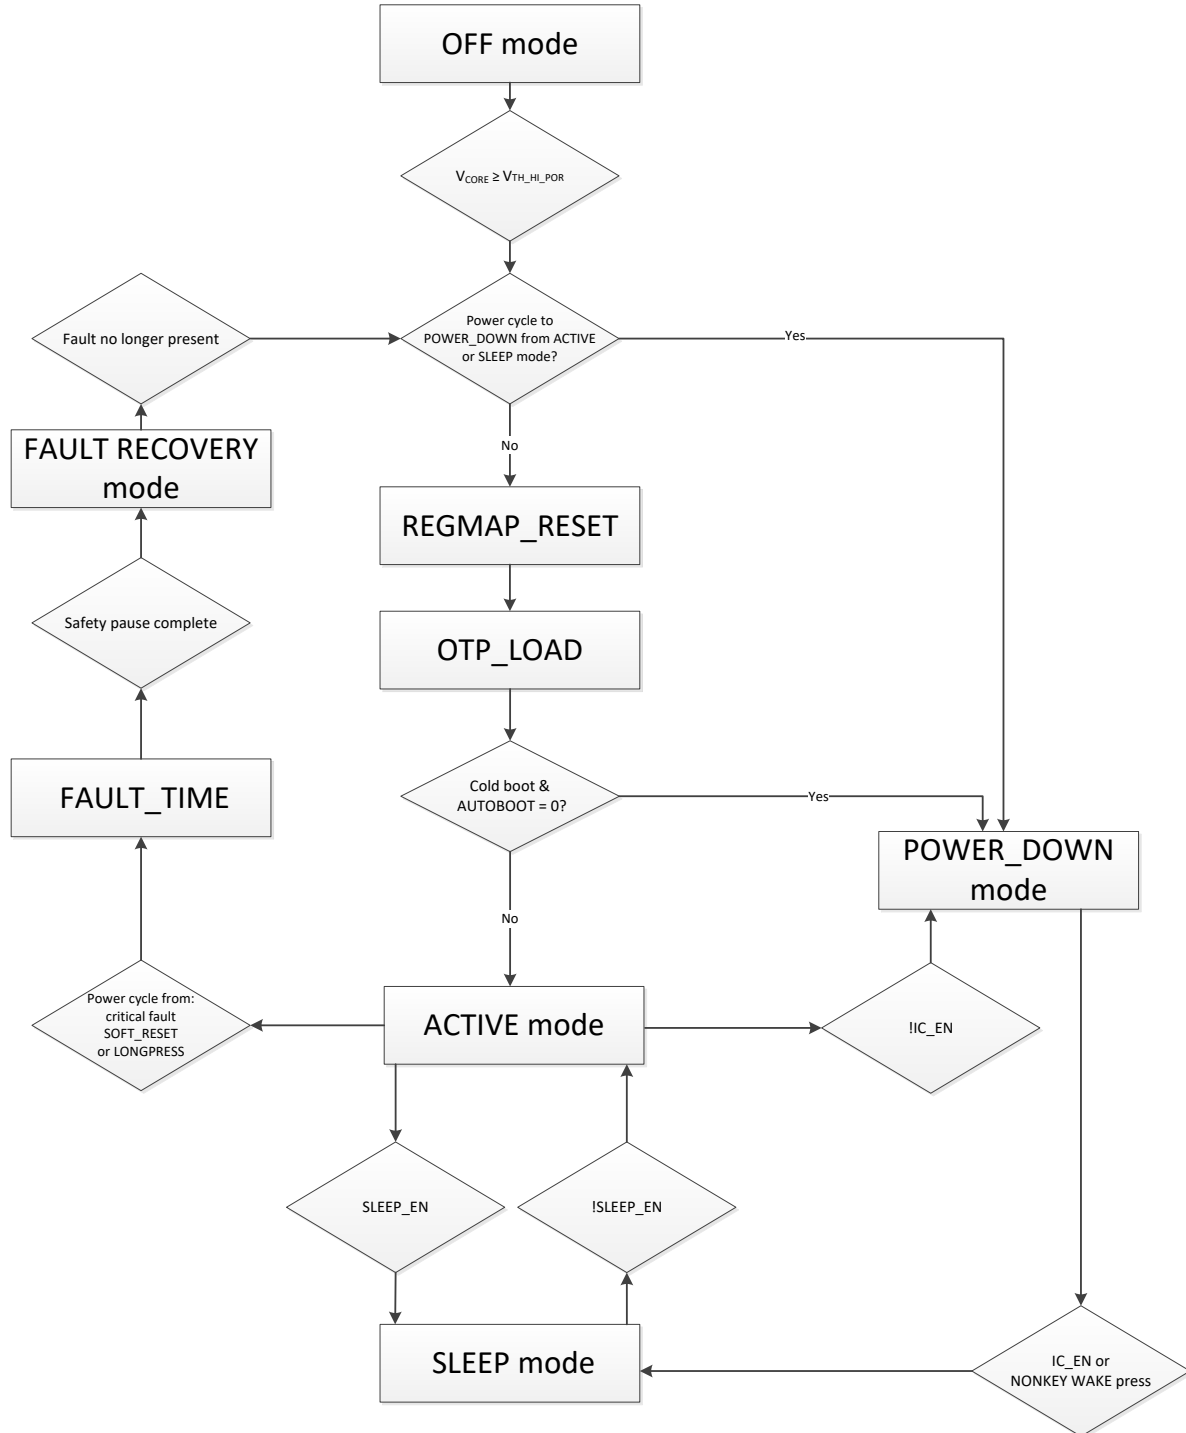 OFF mode
VCORE ≥ VTH_HI_POR
Fault no longer present
Power cycle to
POWER_DOWN from ACTIVE
or SLEEP mode?
Yes
No
FAULT RECOVERY
mode
REGMAP_RESET
Safety pause complete
OTP_LOAD
FAULT_TIME
Cold boot &
AUTOBOOT = 0?
Yes
POWER_DOWN
mode
No
Power cycle from:
critical fault
SOFT_RESET
or LONGPRESS
ACTIVE mode
!IC_EN
SLEEP_EN
!SLEEP_EN
SLEEP mode
IC_EN or
NONKEY WAKE press